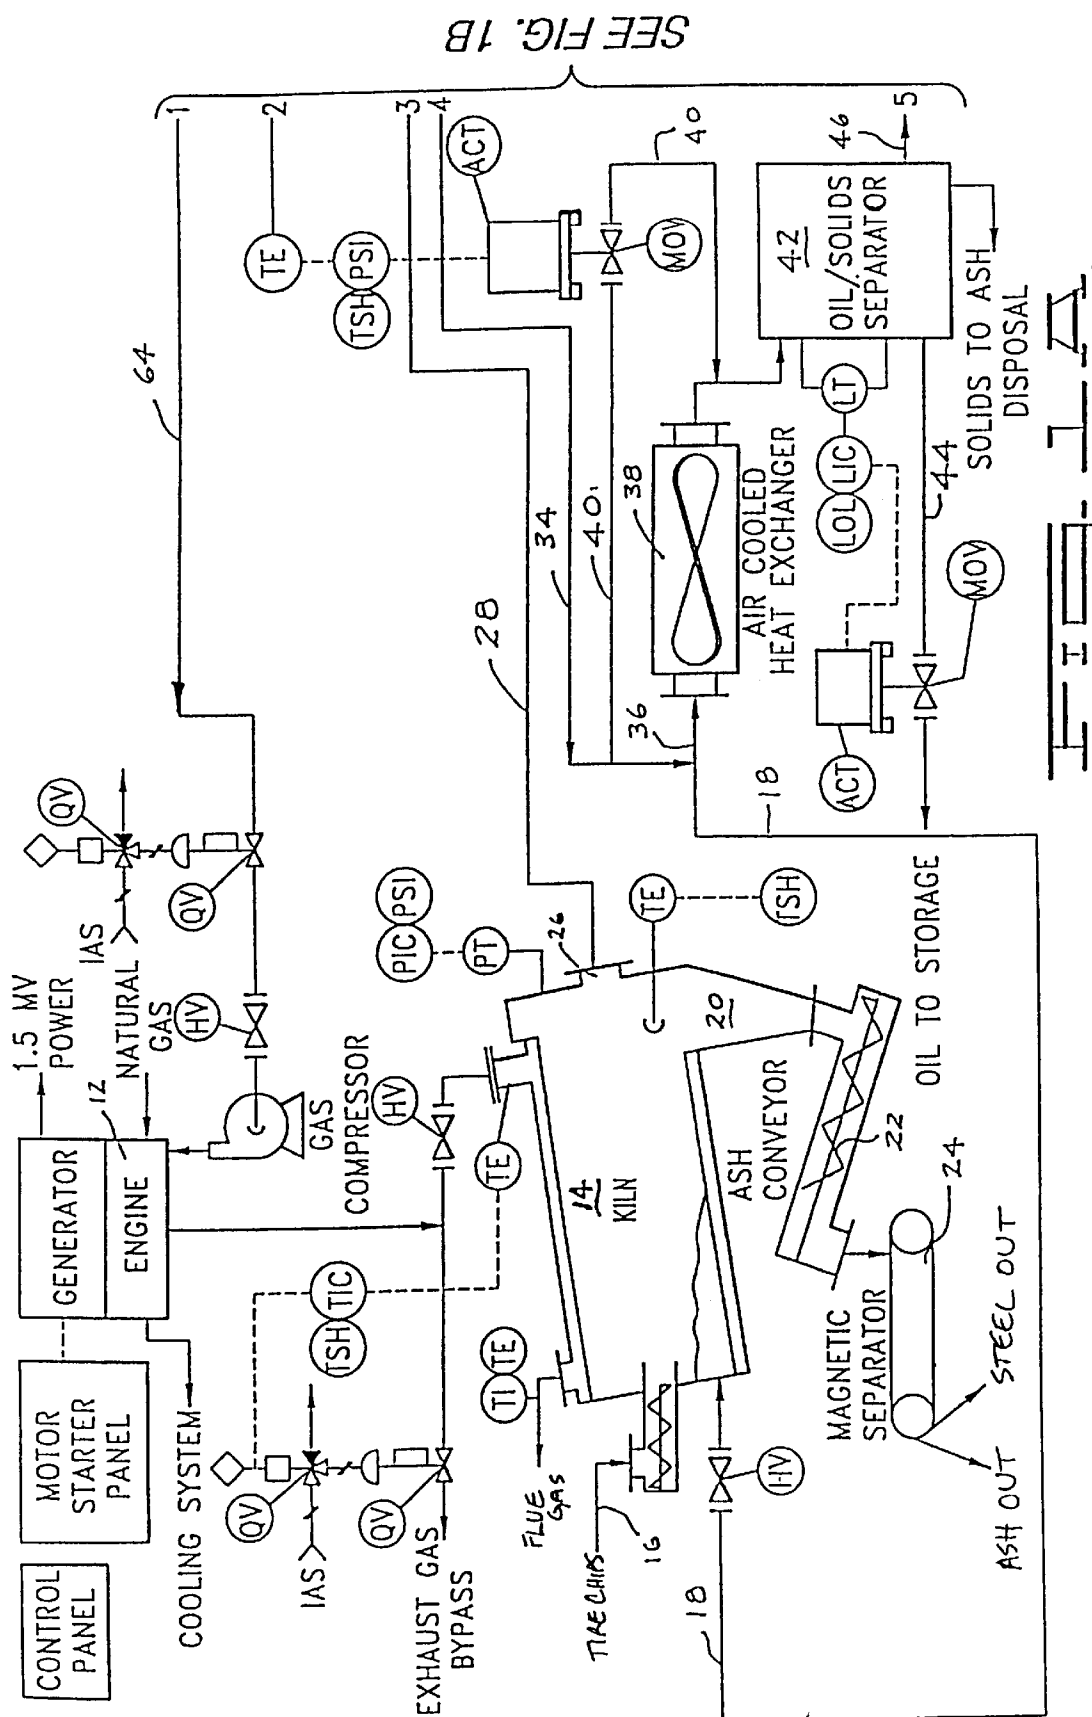 SEE FIG. 1B
1
2
3
4
5
64
TE
TSH
PSI
ACT
MOV
40
46
42
OIL/SOLIDS
SEPARATOR
SOLIDS TO ASH
DISPOSAL
LT
LOL
LIC
44
MOV
ACT
OIL TO STORAGE
34
40
28
38
AIR COOLED
HEAT EXCHANGER
36
18
1.5 MV
POWER
IAS
QV
QV
NATURAL
GAS
HV
12
GENERATOR
ENGINE
GAS
COMPRESSOR
MOTOR
STARTER
PANEL
CONTROL
PANEL
COOLING SYSTEM
QV
IAS
TSH
TIC
QV
EXHAUST GAS
BYPASS
HV
TE
PIC
PSI
PT
26
TE
TSH
20
14
KILN
TI
TE
FLUE
GAS
TIRE CHIPS
16
18
HV
ASH
CONVEYOR
22
24
MAGNETIC
SEPARATOR
STEEL OUT
ASH OUT